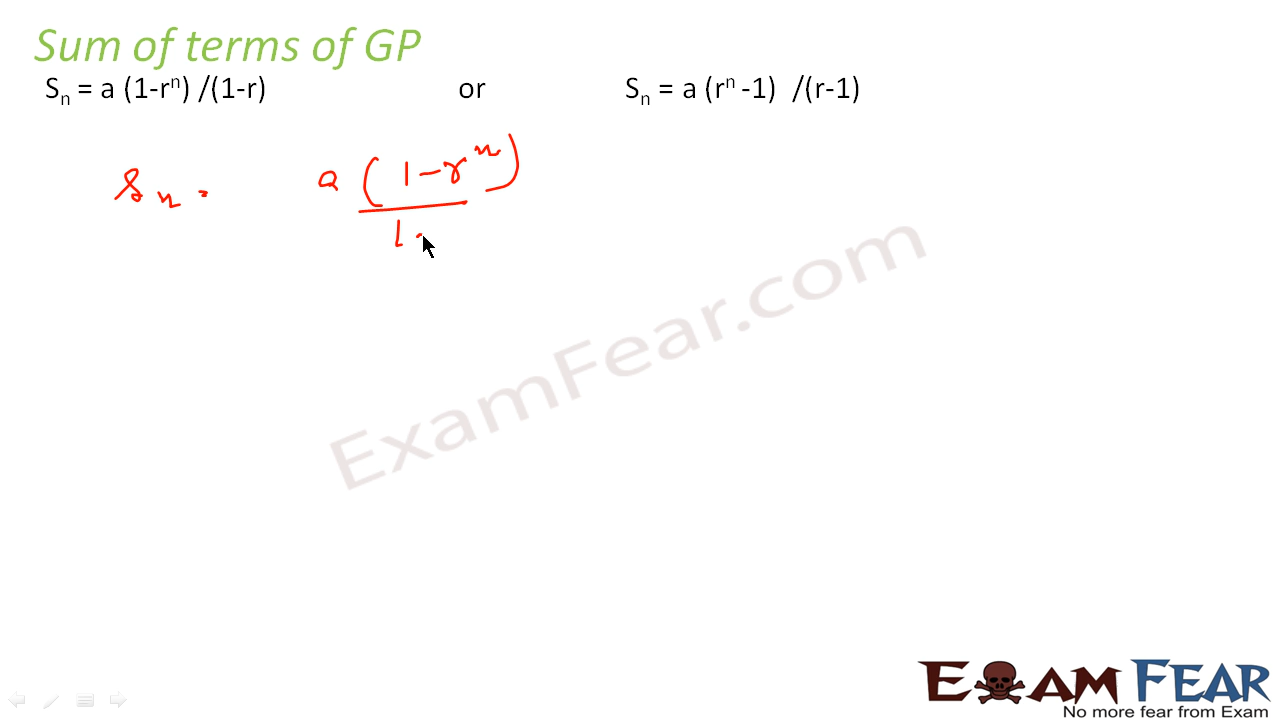 Sum of terms of GP
Sₙ = a (1-rⁿ) /(1-r) or Sₙ = a (rⁿ -1) /(r-1)
Sₙ = a (1-rⁿ)
1-
ExamFear.com
EXAM FEAR
No more fear from Exam